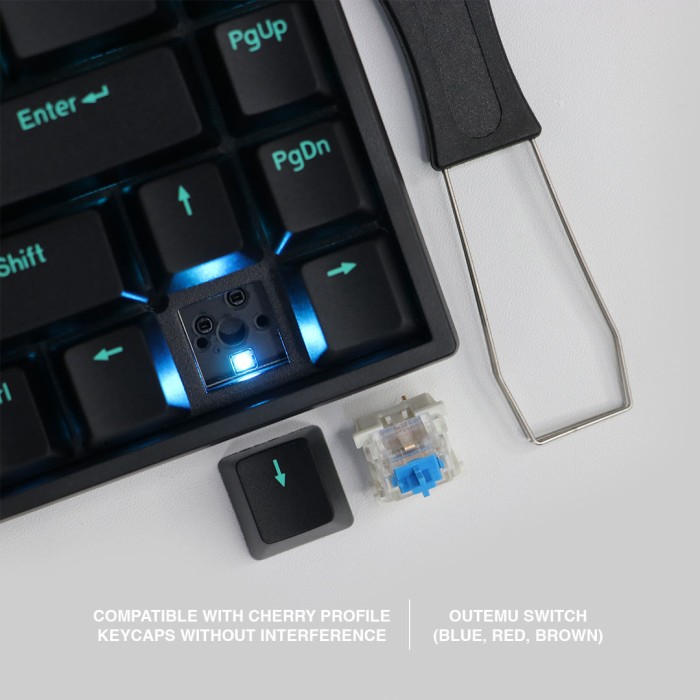 PgUp
Enter
PgDn
Shift
COMPATIBLE WITH CHERRY PROFILE
KEYCAPS WITHOUT INTERFERENCE
OUTEMU SWITCH
(BLUE, RED, BROWN)